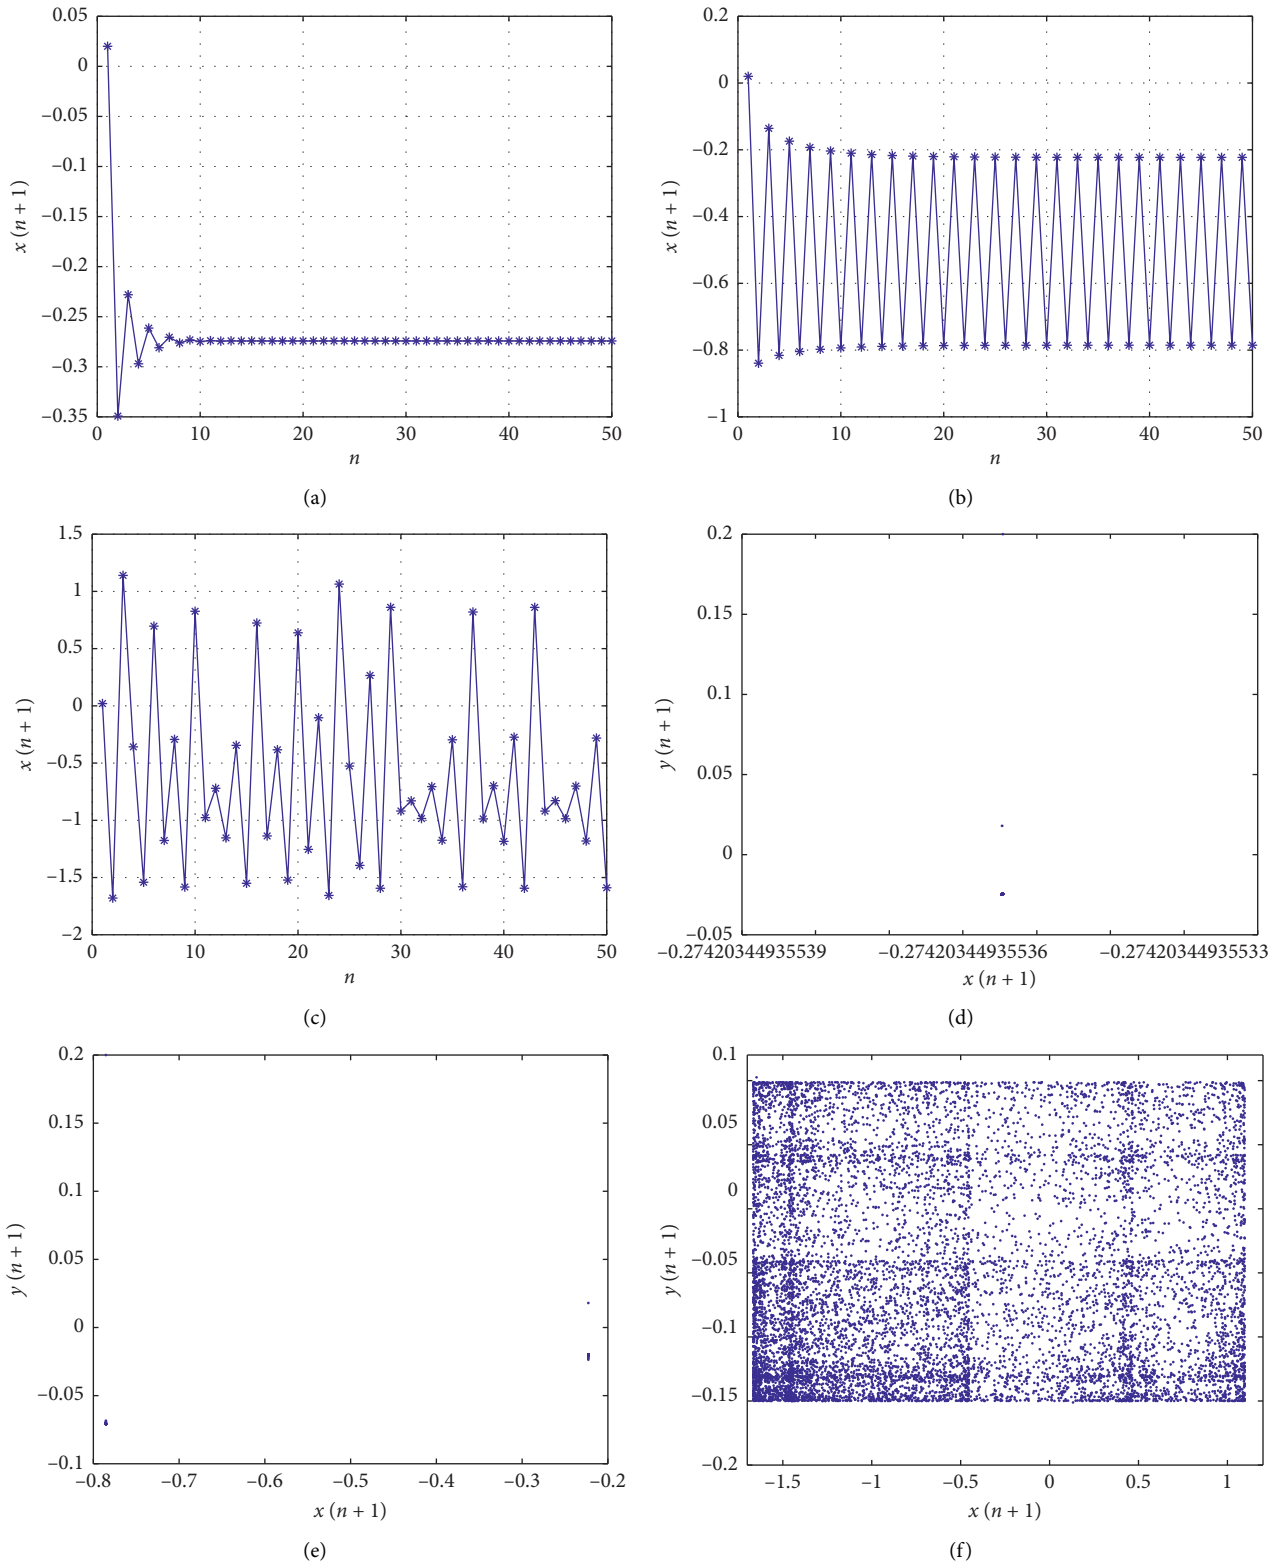 0.05
0
−0.05
−0.1
−0.15
−0.2
−0.25
−0.3
−0.35
x (n + 1)
0 10 20 30 40 50
n
(a)
0.2
0
−0.2
−0.4
−0.6
−0.8
−1
x (n + 1)
0 10 20 30 40 50
n
(b)
1.5
1
0.5
0
−0.5
−1
−1.5
−2
x (n + 1)
0 10 20 30 40 50
n
(c)
0.2
0.15
0.1
0.05
0
−0.05
y (n + 1)
−0.27420344935539 −0.27420344935536 −0.27420344935533
x (n + 1)
(d)
0.2
0.15
0.1
0.05
0
−0.05
−0.1
y (n + 1)
−0.8 −0.7 −0.6 −0.5 −0.4 −0.3 −0.2
x (n + 1)
(e)
0.1
0.05
0
−0.05
−0.1
−0.15
−0.2
y (n + 1)
−1.5 −1 −0.5 0 0.5 1
x (n + 1)
(f)